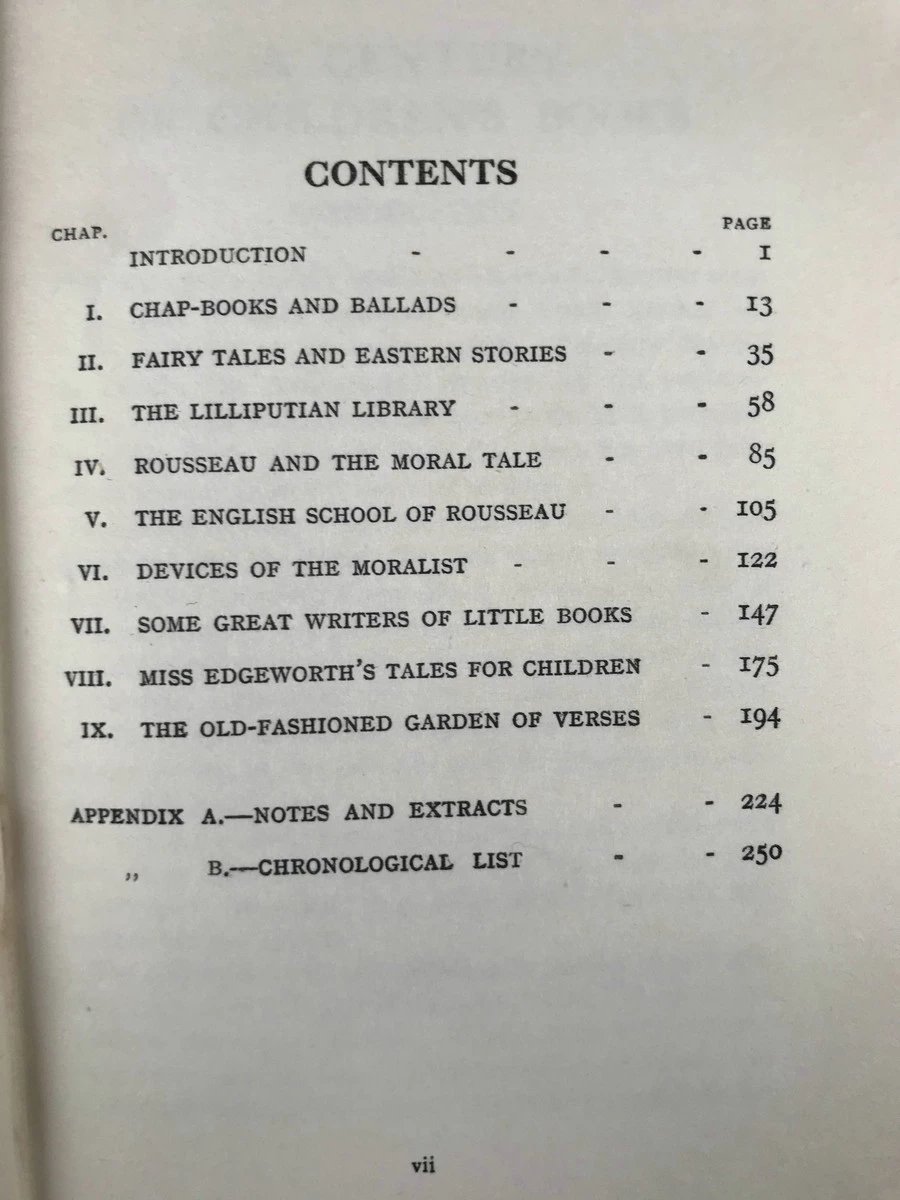 CONTENTS
CHAP. PAGE
INTRODUCTION - - - - 1
I. CHAP-BOOKS AND BALLADS - - - 13
II. FAIRY TALES AND EASTERN STORIES - - 35
III. THE LILLIPUTIAN LIBRARY - - - 58
IV. ROUSSEAU AND THE MORAL TALE - - 85
V. THE ENGLISH SCHOOL OF ROUSSEAU - - 105
VI. DEVICES OF THE MORALIST - - - 122
VII. SOME GREAT WRITERS OF LITTLE BOOKS - 147
VIII. MISS EDGEWORTH'S TALES FOR CHILDREN - 175
IX. THE OLD-FASHIONED GARDEN OF VERSES - 194
APPENDIX A.—NOTES AND EXTRACTS - - 224
„ B.—CHRONOLOGICAL LIST - - 250
vii